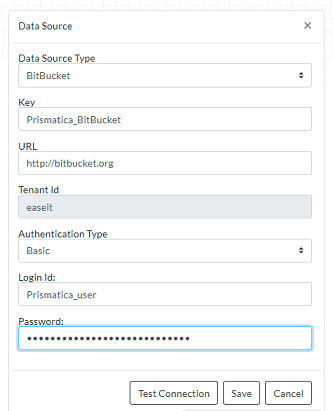 Data Source ×
Data Source Type
BitBucket
Key
Prismatica_BitBucket
URL
http://bitbucket.org
Tenant Id
easeit
Authentication Type
Basic
Login Id:
Prismatica_user
Password:
••••••••••••••••••••••••••••
Test Connection Save Cancel